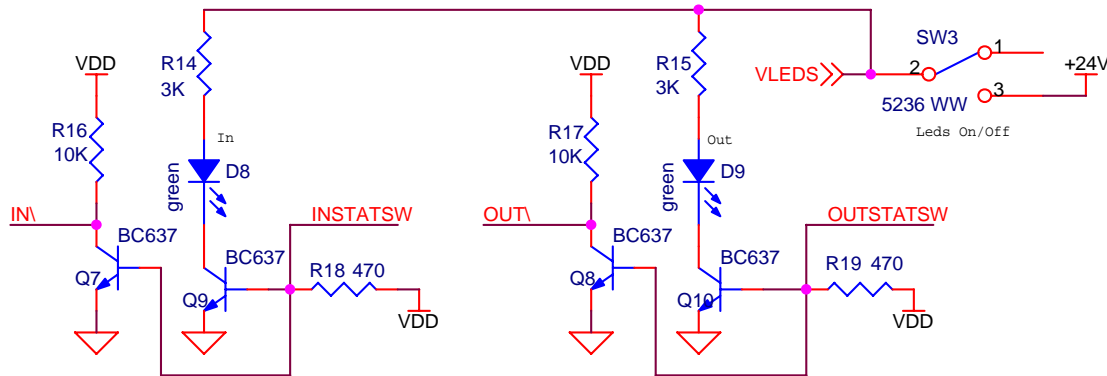 SW3
1
R14
3K
R15
3K
VLEDS
2
+24V
VDD
VDD
3
5236 WW
Leds On/Off
R16
10K
In
R17
10K
Out
green
D8
green
D9
IN\
INSTATSW
OUT\
OUTSTATSW
BC637
BC637
BC637
BC637
R18 470
R19 470
Q7
Q9
Q8
Q10
VDD
VDD